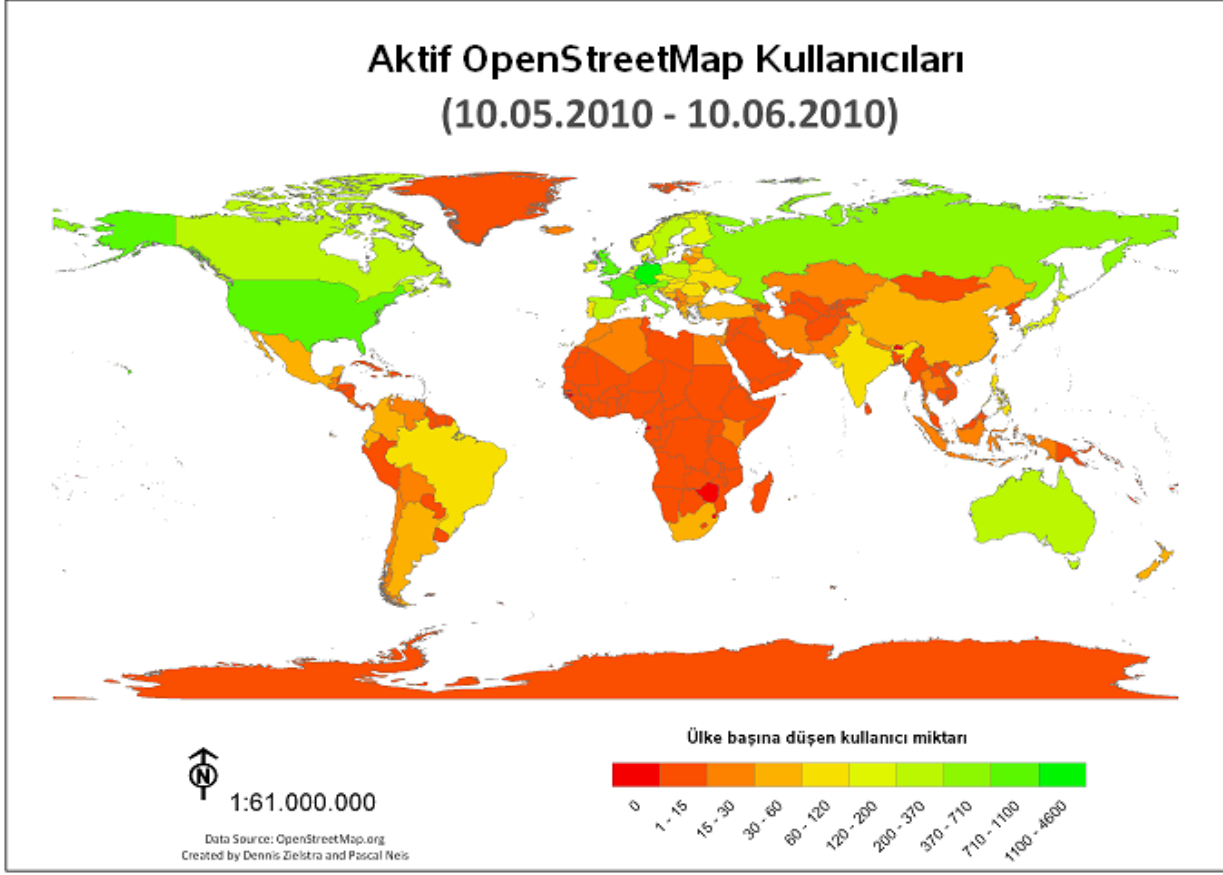 Aktif OpenStreetMap Kullanıcıları
(10.05.2010 - 10.06.2010)
Ülke başına düşen kullanıcı miktarı
0
1 - 15
15 - 30
30 - 60
60 - 120
120 - 200
200 - 370
370 - 710
710 - 1100
1100 - 4600
N
1:61.000.000
Data Source: OpenStreetMap.org
Created by Dennis Zielstra and Pascal Neis